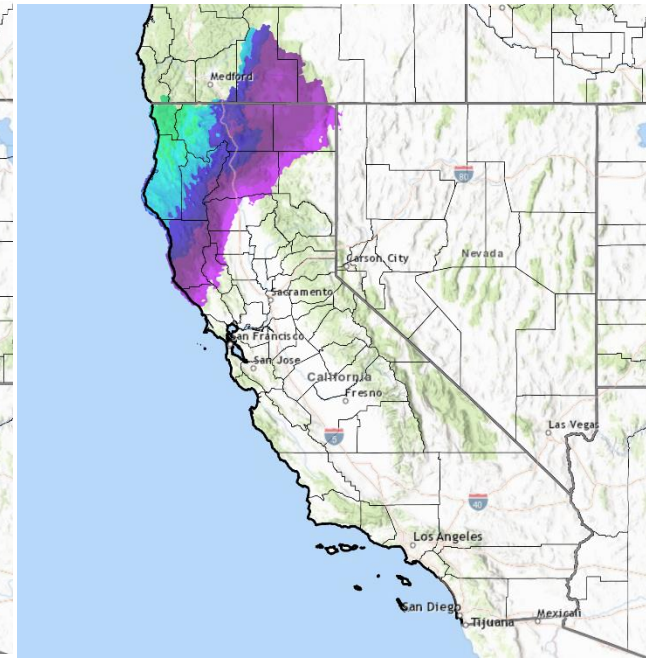 Medford
80
Carson City
Nevada
Sacramento
San Francisco
San Jose
California
Fresno
5
Las Vegas
40
Los Angeles
San Diego
Mexicali
Tijuana